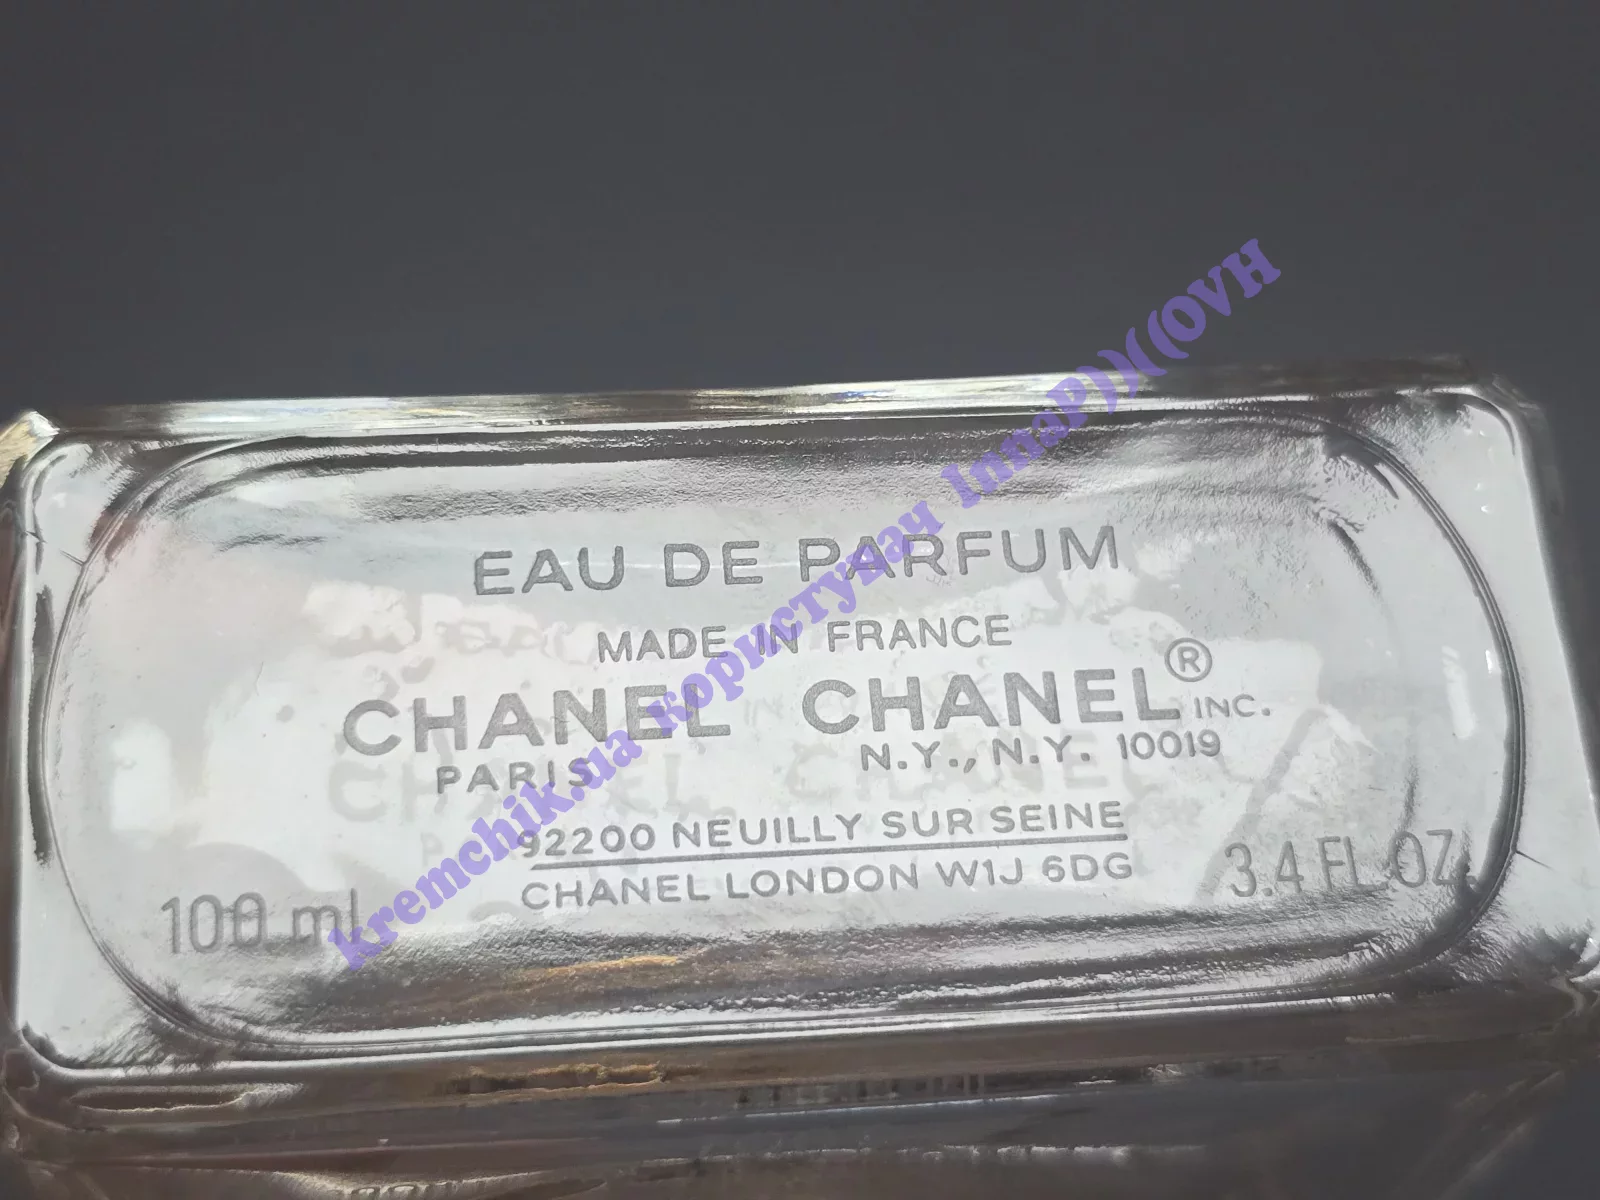 EAU DE PARFUM
MADE IN FRANCE
CHANEL CHANEL® INC.
PARIS N.Y., N.Y. 10019
92200 NEUILLY SUR SEINE
CHANEL LONDON W1J 6DG
100 ml 3.4 FL.OZ.
kremchik.ua користувач InnaP))((OVH